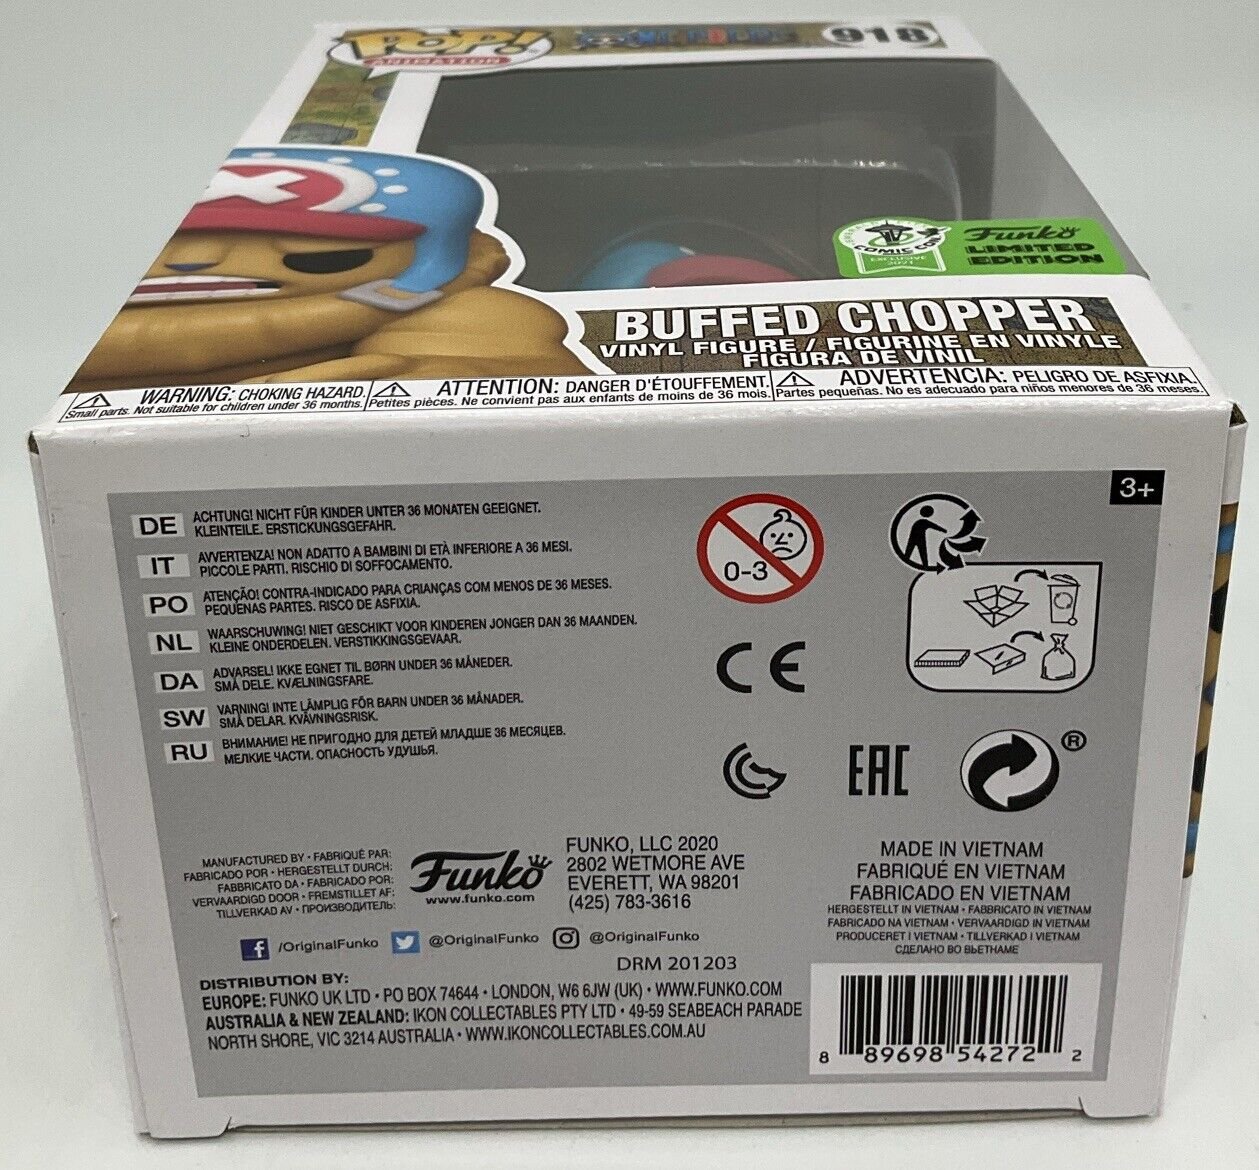 POP!
ANIMATION
ONE PIECE
918
EMERALD CITY
COMIC CON
EXCLUSIVE
2021
Funko
LIMITED
EDITION
BUFFED CHOPPER
VINYL FIGURE / FIGURINE EN VINYLE
FIGURA DE VINIL
WARNING: CHOKING HAZARD.
Small parts. Not suitable for children under 36 months.
ATTENTION: DANGER D'ÉTOUFFEMENT.
Petites pièces. Ne convient pas aux enfants de moins de 36 mois.
ADVERTENCIA: PELIGRO DE ASFIXIA.
Partes pequeñas. No es adecuado para niños menores de 36 meses.
3+
DE ACHTUNG! NICHT FÜR KINDER UNTER 36 MONATEN GEEIGNET.
KLEINTEILE. ERSTICKUNGSGEFAHR.
IT AVVERTENZA! NON ADATTO A BAMBINI DI ETÀ INFERIORE A 36 MESI.
PICCOLE PARTI. RISCHIO DI SOFFOCAMENTO.
PO ATENÇÃO! CONTRA-INDICADO PARA CRIANÇAS COM MENOS DE 36 MESES.
PEQUENAS PARTES. RISCO DE ASFIXIA.
NL WAARSCHUWING! NIET GESCHIKT VOOR KINDEREN JONGER DAN 36 MAANDEN.
KLEINE ONDERDELEN. VERSTIKKINGSGEVAAR.
DA ADVARSEL! IKKE EGNET TIL BØRN UNDER 36 MÅNEDER.
SMÅ DELE. KVÆLNINGSFARE.
SW VARNING! INTE LÄMPLIG FÖR BARN UNDER 36 MÅNADER.
SMÅ DELAR. KVÄVNINGSRISK.
RU ВНИМАНИЕ! НЕ ПРИГОДНО ДЛЯ ДЕТЕЙ МЛАДШЕ 36 МЕСЯЦЕВ.
МЕЛКИЕ ЧАСТИ. ОПАСНОСТЬ УДУШЬЯ.
0-3
CE
EAC
®
MANUFACTURED BY • FABRIQUÉ PAR:
FABRICADO POR • HERGESTELLT DURCH:
FABBRICATO DA • FABRICADO POR:
VERVAARDIGD DOOR • FREMSTILLET AF:
TILLVERKAD AV • ПРОИЗВОДИТЕЛЬ:
Funko
www.funko.com
FUNKO, LLC 2020
2802 WETMORE AVE
EVERETT, WA 98201
(425) 783-3616
/OriginalFunko @OriginalFunko @OriginalFunko
DRM 201203
DISTRIBUTION BY:
EUROPE: FUNKO UK LTD • PO BOX 74644 • LONDON, W6 6JW (UK) • WWW.FUNKO.COM
AUSTRALIA & NEW ZEALAND: IKON COLLECTABLES PTY LTD • 49-59 SEABEACH PARADE
NORTH SHORE, VIC 3214 AUSTRALIA • WWW.IKONCOLLECTABLES.COM.AU
MADE IN VIETNAM
FABRIQUÉ EN VIETNAM
FABRICADO EN VIETNAM
HERGESTELLT IN VIETNAM • FABBRICATO IN VIETNAM
FABRICADO NA VIETNAM • VERVAARDIGD IN VIETNAM
PRODUCERET I VIETNAM • TILLVERKAD I VIETNAM
СДЕЛАНО ВО ВЬЕТНАМЕ
8 89698 54272 2